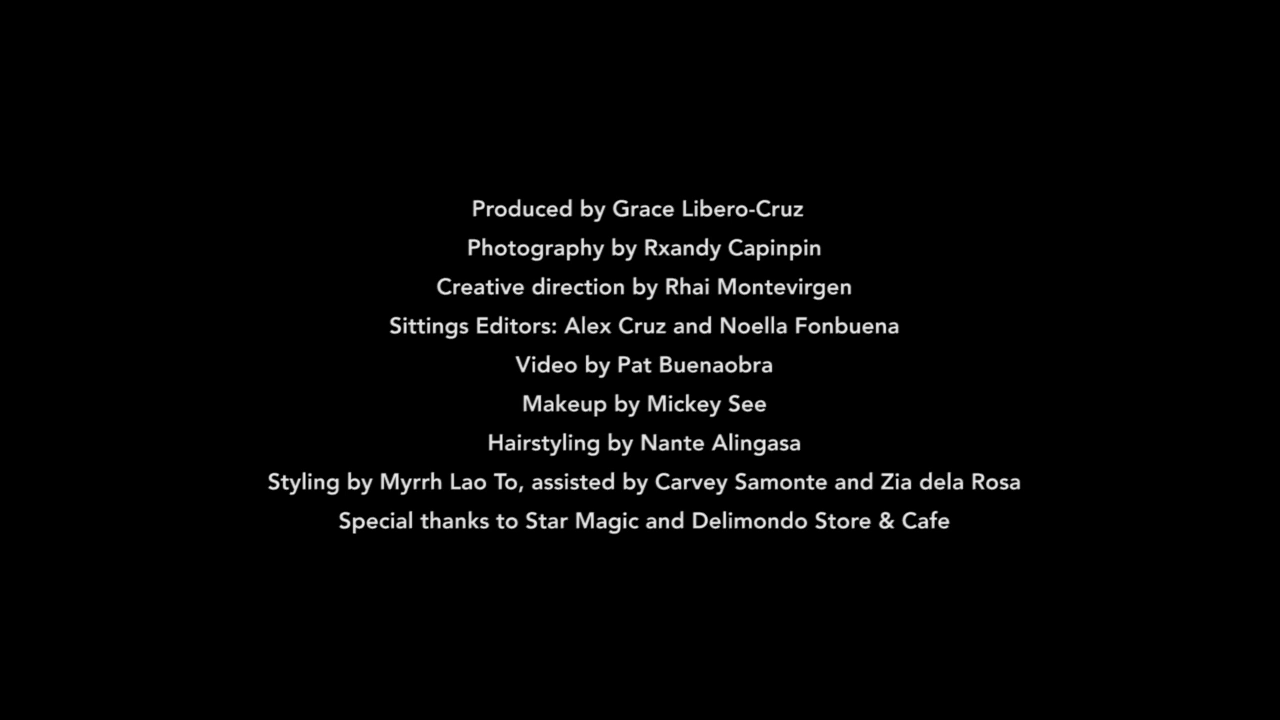 Produced by Grace Libero-Cruz
Photography by Rxandy Capinpin
Creative direction by Rhai Montevirgen
Sittings Editors: Alex Cruz and Noella Fonbuena
Video by Pat Buenaobra
Makeup by Mickey See
Hairstyling by Nante Alingasa
Styling by Myrrh Lao To, assisted by Carvey Samonte and Zia dela Rosa
Special thanks to Star Magic and Delimondo Store & Cafe